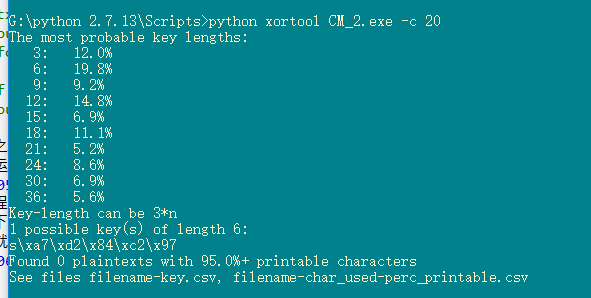 G:\python 2.7.13\Scripts>python xortool CM_2.exe -c 20
The most probable key lengths:
3: 12.0%
6: 19.8%
9: 9.2%
12: 14.8%
15: 6.9%
18: 11.1%
21: 5.2%
24: 8.6%
30: 6.9%
36: 5.6%
Key-length can be 3*n
1 possible key(s) of length 6:
s\xa7\xd2\x84\xc2\x97
Found 0 plaintexts with 95.0%+ printable characters
See files filename-key.csv, filename-char_used-perc_printable.csv